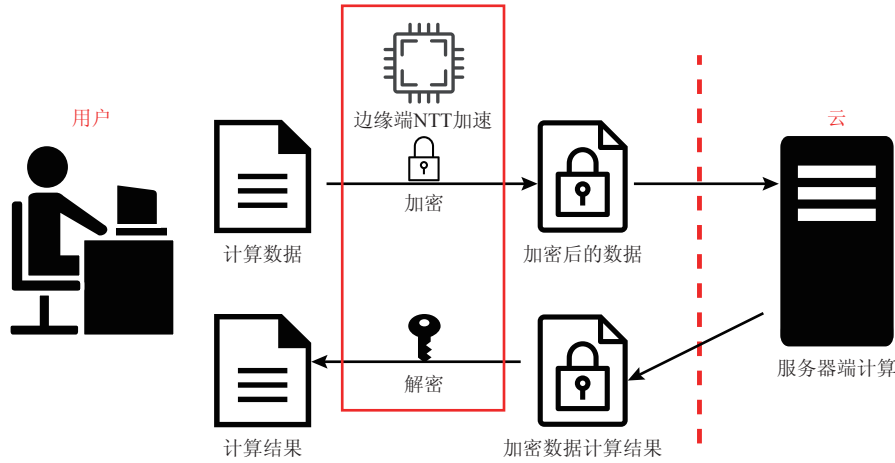 用户
边缘端NTT加速
云
加密
计算数据
加密后的数据
服务器端计算
解密
计算结果
加密数据计算结果